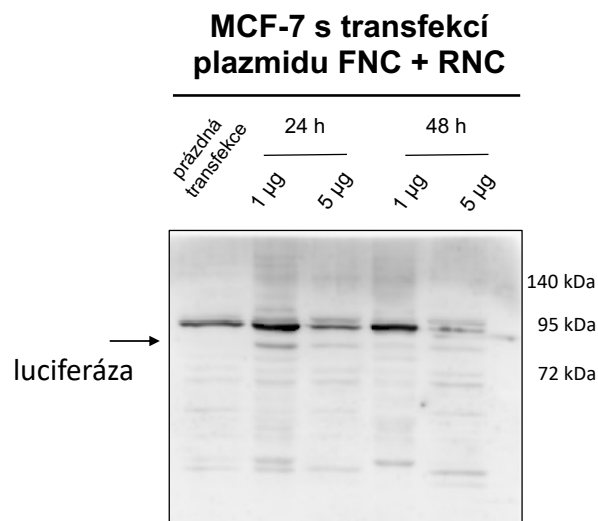 MCF-7 s transfekcí
plazmidu FNC + RNC
prázdná
transfekce
24 h
48 h
1 µg
5 µg
1 µg
5 µg
140 kDa
95 kDa
72 kDa
luciferáza